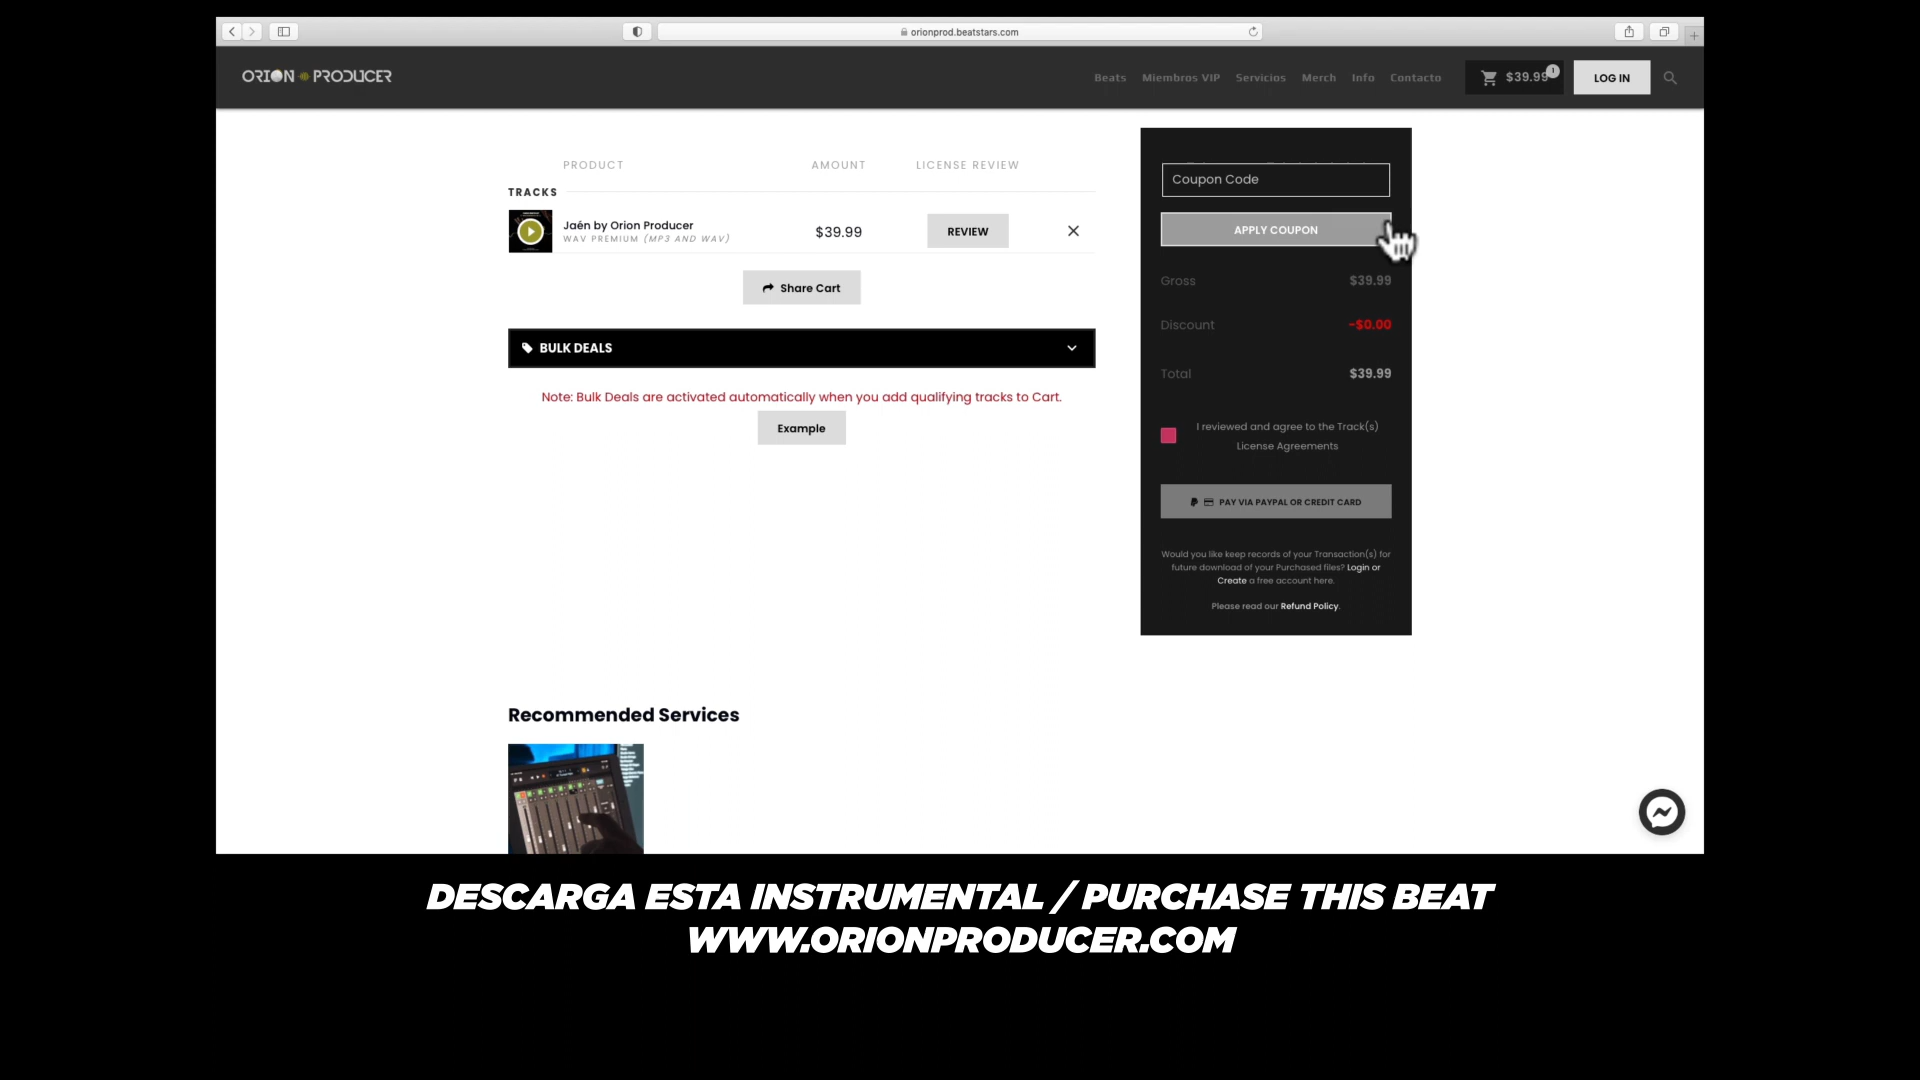 orionprod.beatstars.com
ORION PRODUCER
Beats Miembros VIP Servicios Merch Info Contacto
$39.99 1
LOG IN
PRODUCT AMOUNT LICENSE REVIEW
TRACKS
Jaén by Orion Producer
WAV PREMIUM (MP3 AND WAV)
$39.99
REVIEW
Share Cart
BULK DEALS
Note: Bulk Deals are activated automatically when you add qualifying tracks to Cart.
Example
Coupon Code
APPLY COUPON
Gross $39.99
Discount -$0.00
Total $39.99
I reviewed and agree to the Track(s)
License Agreements
PAY VIA PAYPAL OR CREDIT CARD
Would you like keep records of your Transaction(s) for
future download of your Purchased files? Login or
Create a free account here.
Please read our Refund Policy.
Recommended Services
DESCARGA ESTA INSTRUMENTAL / PURCHASE THIS BEAT
WWW.ORIONPRODUCER.COM